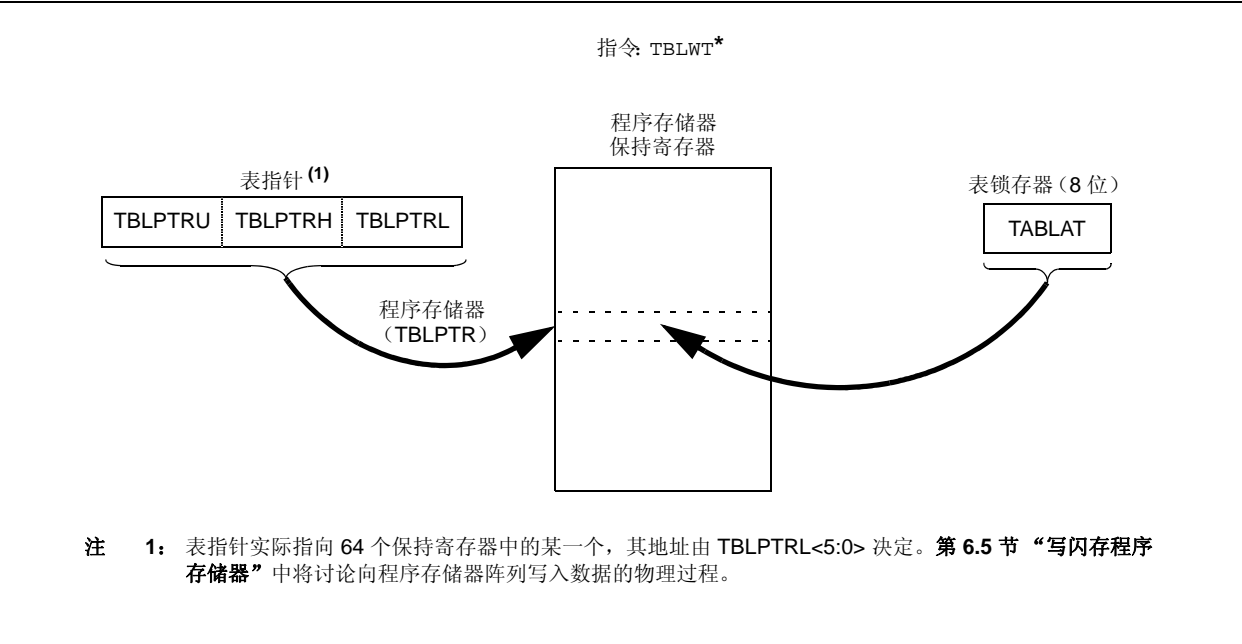 指令: TBLWT*
程序存储器
保持寄存器
表指针(1)
表锁存器（8 位）
TBLPTRU TBLPTRH TBLPTRL
TABLAT
程序存储器
（TBLPTR）
注 1： 表指针实际指向 64 个保持寄存器中的某一个，其地址由 TBLPTRL<5:0> 决定。第 6.5 节 “写闪存程序
存储器”中将讨论向程序存储器阵列写入数据的物理过程。